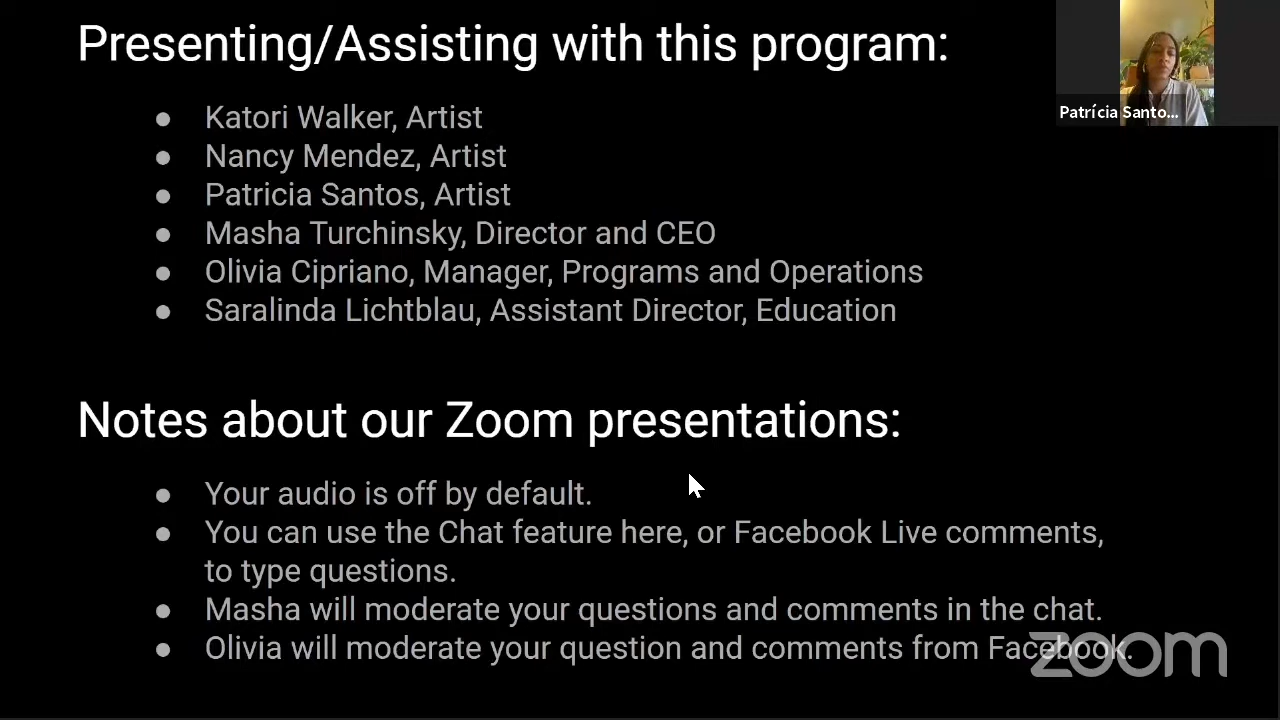 Presenting/Assisting with this program:
Patrícia Santo...
● Katori Walker, Artist
● Nancy Mendez, Artist
● Patricia Santos, Artist
● Masha Turchinsky, Director and CEO
● Olivia Cipriano, Manager, Programs and Operations
● Saralinda Lichtblau, Assistant Director, Education
Notes about our Zoom presentations:
● Your audio is off by default.
● You can use the Chat feature here, or Facebook Live comments,
to type questions.
● Masha will moderate your questions and comments in the chat.
● Olivia will moderate your question and comments from Facebook.
zoom